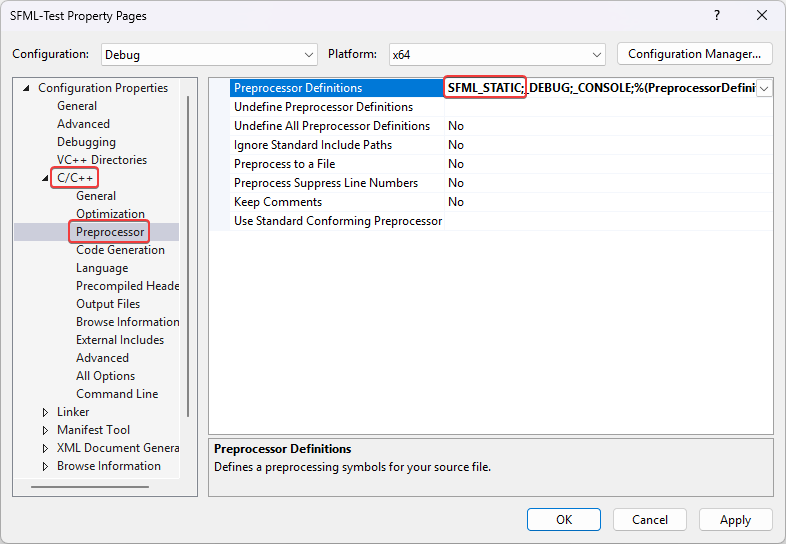 SFML-Test Property Pages
Configuration: Debug Platform: x64 Configuration Manager...
Configuration Properties
General
Advanced
Debugging
VC++ Directories
C/C++
General
Optimization
Preprocessor
Code Generation
Language
Precompiled Heade
Output Files
Browse Information
External Includes
Advanced
All Options
Command Line
Linker
Manifest Tool
XML Document Genera
Browse Information
Preprocessor Definitions SFML_STATIC;_DEBUG;_CONSOLE;%(PreprocessorDefini
Undefine Preprocessor Definitions
Undefine All Preprocessor Definitions No
Ignore Standard Include Paths No
Preprocess to a File No
Preprocess Suppress Line Numbers No
Keep Comments No
Use Standard Conforming Preprocessor
Preprocessor Definitions
Defines a preprocessing symbols for your source file.
OK Cancel Apply